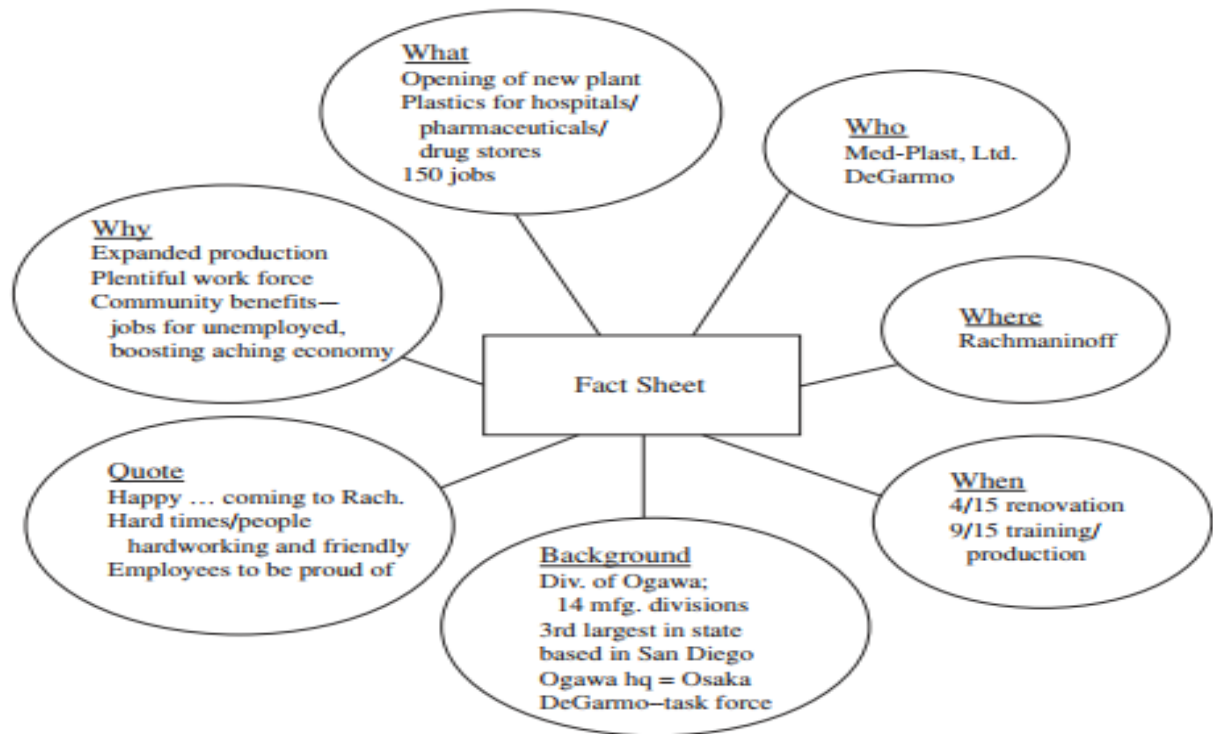 What
Opening of new plant
Plastics for hospitals/
pharmaceuticals/
drug stores
150 jobs
Who
Med-Plast, Ltd.
DeGarmo
Why
Expanded production
Plentiful work force
Community benefits—
jobs for unemployed,
boosting aching economy
Where
Rachmaninoff
Fact Sheet
Quote
Happy … coming to Rach.
Hard times/people
hardworking and friendly
Employees to be proud of
When
4/15 renovation
9/15 training/
production
Background
Div. of Ogawa;
14 mfg. divisions
3rd largest in state
based in San Diego
Ogawa hq = Osaka
DeGarmo–task force